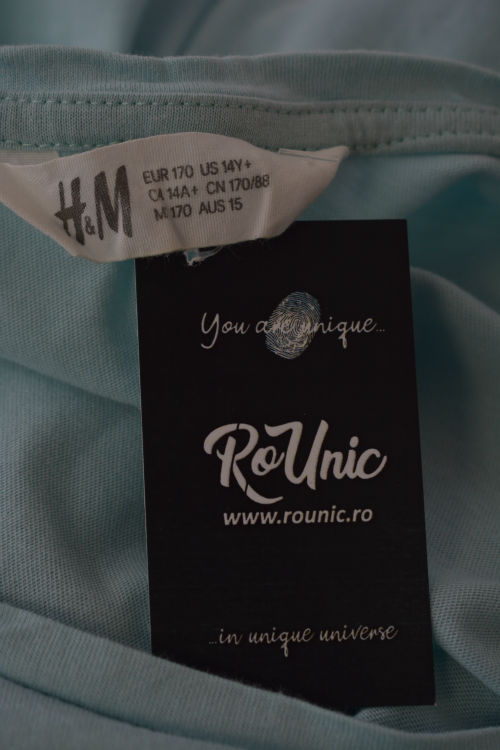 H&M
EUR 170 US 14Y+
CA 14A+ CN 170/88
M 170 AUS 15
You are unique...
RoUnic
www.rounic.ro
...in unique universe